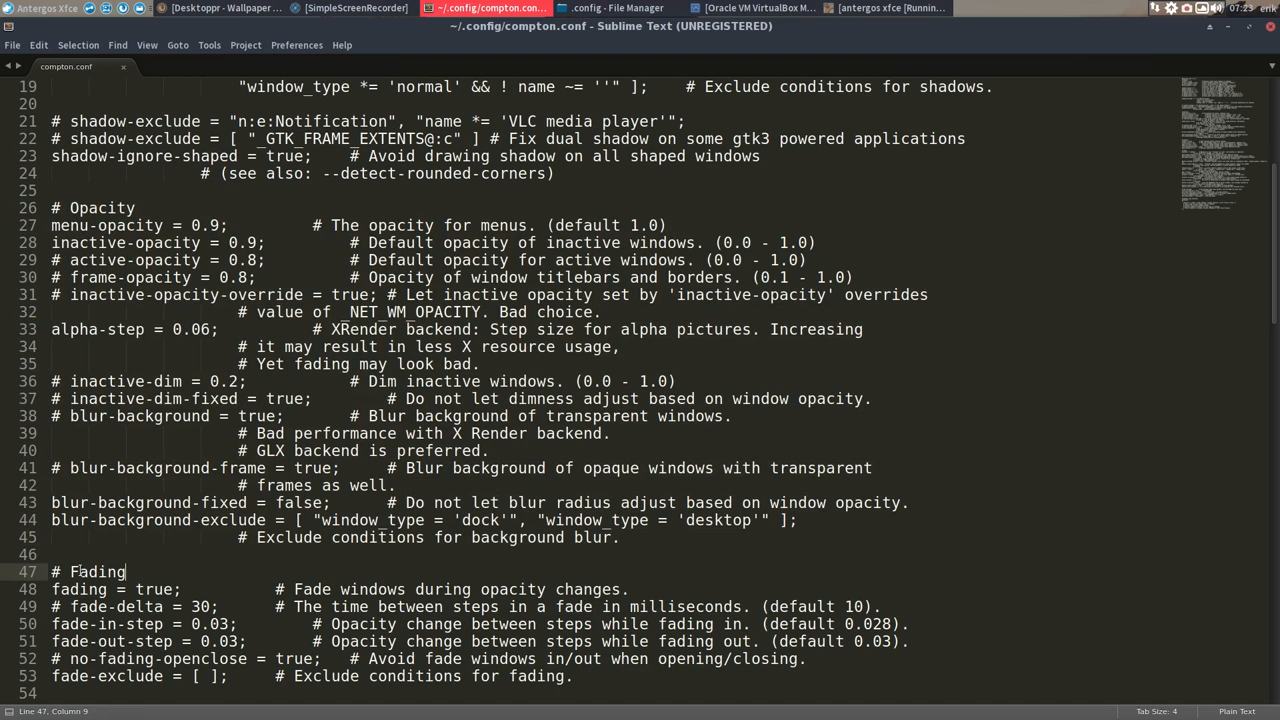 Antergos Xfce
[Desktoppr - Wallpaper ...
[SimpleScreenRecorder]
~/.config/compton.con...
.config - File Manager
[Oracle VM VirtualBox M...
[antergos xfce [Runnin...
07:23
erik
~/.config/compton.conf - Sublime Text (UNREGISTERED)
File Edit Selection Find View Goto Tools Project Preferences Help
compton.conf
19 "window_type *= 'normal' && ! name ~= ''" ]; # Exclude conditions for shadows.
20
21 # shadow-exclude = "n:e:Notification", "name *= 'VLC media player'";
22 # shadow-exclude = [ "_GTK_FRAME_EXTENTS@:c" ] # Fix dual shadow on some gtk3 powered applications
23 shadow-ignore-shaped = true; # Avoid drawing shadow on all shaped windows
24 # (see also: --detect-rounded-corners)
25
26 # Opacity
27 menu-opacity = 0.9; # The opacity for menus. (default 1.0)
28 inactive-opacity = 0.9; # Default opacity of inactive windows. (0.0 - 1.0)
29 # active-opacity = 0.8; # Default opacity for active windows. (0.0 - 1.0)
30 # frame-opacity = 0.8; # Opacity of window titlebars and borders. (0.1 - 1.0)
31 # inactive-opacity-override = true; # Let inactive opacity set by 'inactive-opacity' overrides
32 # value of _NET_WM_OPACITY. Bad choice.
33 alpha-step = 0.06; # XRender backend: Step size for alpha pictures. Increasing
34 # it may result in less X resource usage,
35 # Yet fading may look bad.
36 # inactive-dim = 0.2; # Dim inactive windows. (0.0 - 1.0)
37 # inactive-dim-fixed = true; # Do not let dimness adjust based on window opacity.
38 # blur-background = true; # Blur background of transparent windows.
39 # Bad performance with X Render backend.
40 # GLX backend is preferred.
41 # blur-background-frame = true; # Blur background of opaque windows with transparent
42 # frames as well.
43 blur-background-fixed = false; # Do not let blur radius adjust based on window opacity.
44 blur-background-exclude = [ "window_type = 'dock'", "window_type = 'desktop'" ];
45 # Exclude conditions for background blur.
46
47 # Fading
48 fading = true; # Fade windows during opacity changes.
49 # fade-delta = 30; # The time between steps in a fade in milliseconds. (default 10).
50 fade-in-step = 0.03; # Opacity change between steps while fading in. (default 0.028).
51 fade-out-step = 0.03; # Opacity change between steps while fading out. (default 0.03).
52 # no-fading-openclose = true; # Avoid fade windows in/out when opening/closing.
53 fade-exclude = [ ]; # Exclude conditions for fading.
54
Line 47, Column 9
Tab Size: 4
Plain Text